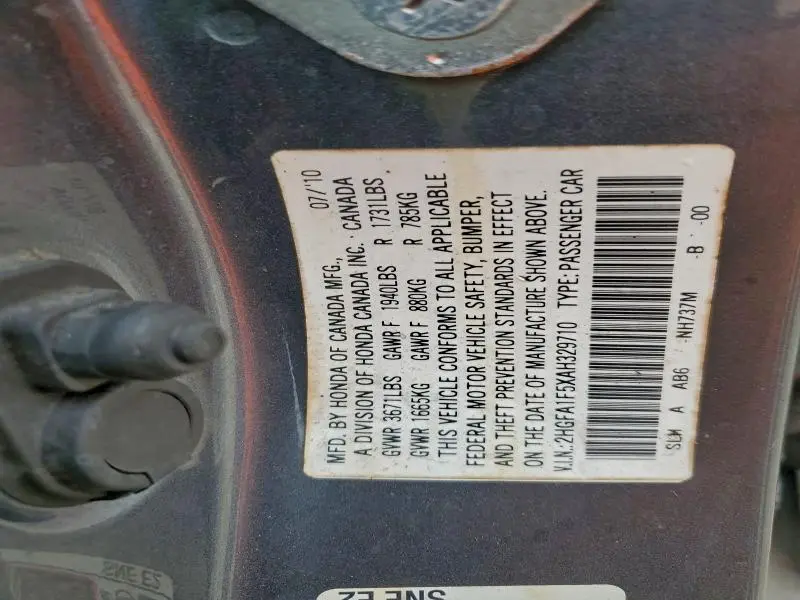 07/'10
MFD. BY HONDA OF CANADA MFG.,
A DIVISION OF HONDA CANADA INC. CANADA
GVWR 3671LBS GAWR F 1940LBS R 1731LBS
GVWR 1665KG GAWR F 880KG R 785KG
THIS VEHICLE CONFORMS TO ALL APPLICABLE
FEDERAL MOTOR VEHICLE SAFETY, BUMPER,
AND THEFT PREVENTION STANDARDS IN EFFECT
ON THE DATE OF MANUFACTURE SHOWN ABOVE.
V.I.N.:2HGFA1F5XAH329710 TYPE:PASSENGER CAR
SLM A AB6 -NH737M -B -00
SNE E2